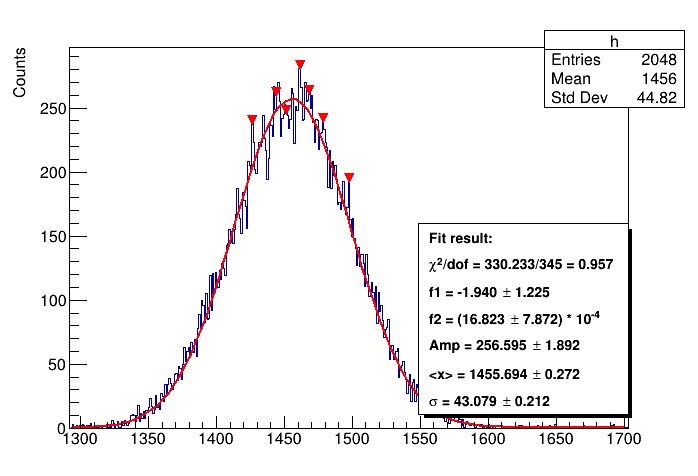 h
Entries 2048
Mean 1456
Std Dev 44.82
Counts
250
200
150
100
50
0
Fit result:
χ²/dof = 330.233/345 = 0.957
f1 = -1.940 ± 1.225
f2 = (16.823 ± 7.872) * 10⁻⁴
Amp = 256.595 ± 1.892
<x> = 1455.694 ± 0.272
σ = 43.079 ± 0.212
1300 1350 1400 1450 1500 1550 1600 1650 1700